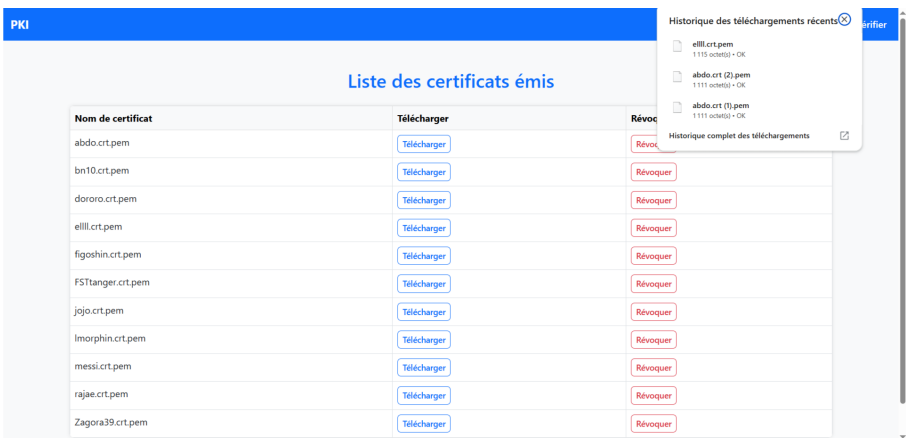 PKI
érifier
Historique des téléchargements récents
ellll.crt.pem
1 115 octet(s) • OK
abdo.crt (2).pem
1 111 octet(s) • OK
abdo.crt (1).pem
1 111 octet(s) • OK
Historique complet des téléchargements
Liste des certificats émis
Nom de certificat Télécharger Révoq
abdo.crt.pem Télécharger Révoq
bn10.crt.pem Télécharger Révoquer
dororo.crt.pem Télécharger Révoquer
ellll.crt.pem Télécharger Révoquer
figoshin.crt.pem Télécharger Révoquer
FSTtanger.crt.pem Télécharger Révoquer
jojo.crt.pem Télécharger Révoquer
lmorphin.crt.pem Télécharger Révoquer
messi.crt.pem Télécharger Révoquer
rajae.crt.pem Télécharger Révoquer
Zagora39.crt.pem Télécharger Révoquer